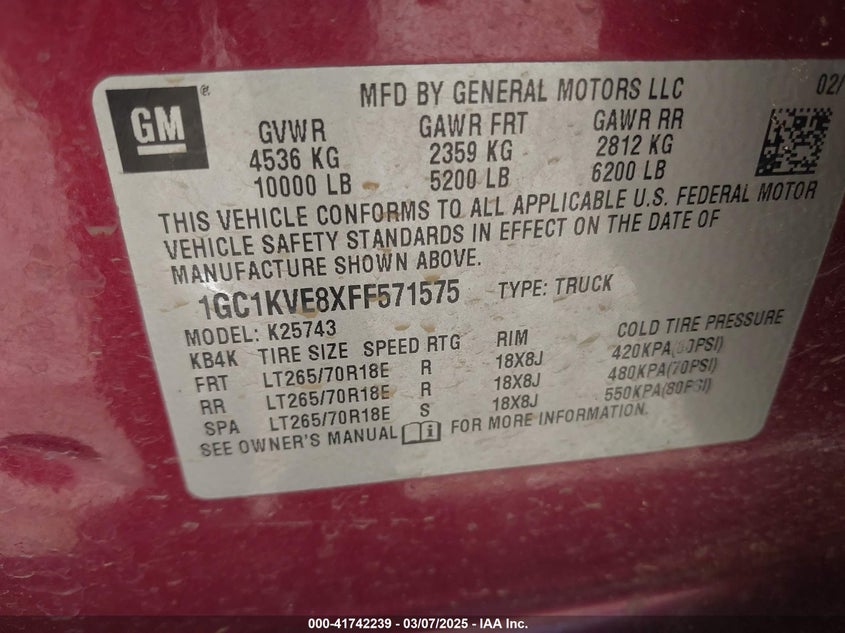 GM
®
MFD BY GENERAL MOTORS LLC 02/
GVWR GAWR FRT GAWR RR
4536 KG 2359 KG 2812 KG
10000 LB 5200 LB 6200 LB
THIS VEHICLE CONFORMS TO ALL APPLICABLE U.S. FEDERAL MOTOR
VEHICLE SAFETY STANDARDS IN EFFECT ON THE DATE OF
MANUFACTURE SHOWN ABOVE.
1GC1KVE8XFF571575 TYPE: TRUCK
MODEL: K25743
KB4K TIRE SIZE SPEED RTG RIM COLD TIRE PRESSURE
FRT LT265/70R18E R 18X8J 420KPA
RR LT265/70R18E R 18X8J 480KPA(70PSI)
SPA LT265/70R18E S 18X8J 550KPA(80PSI)
SEE OWNER'S MANUAL i FOR MORE INFORMATION.
000-41742239 - 03/07/2025 - IAA Inc.